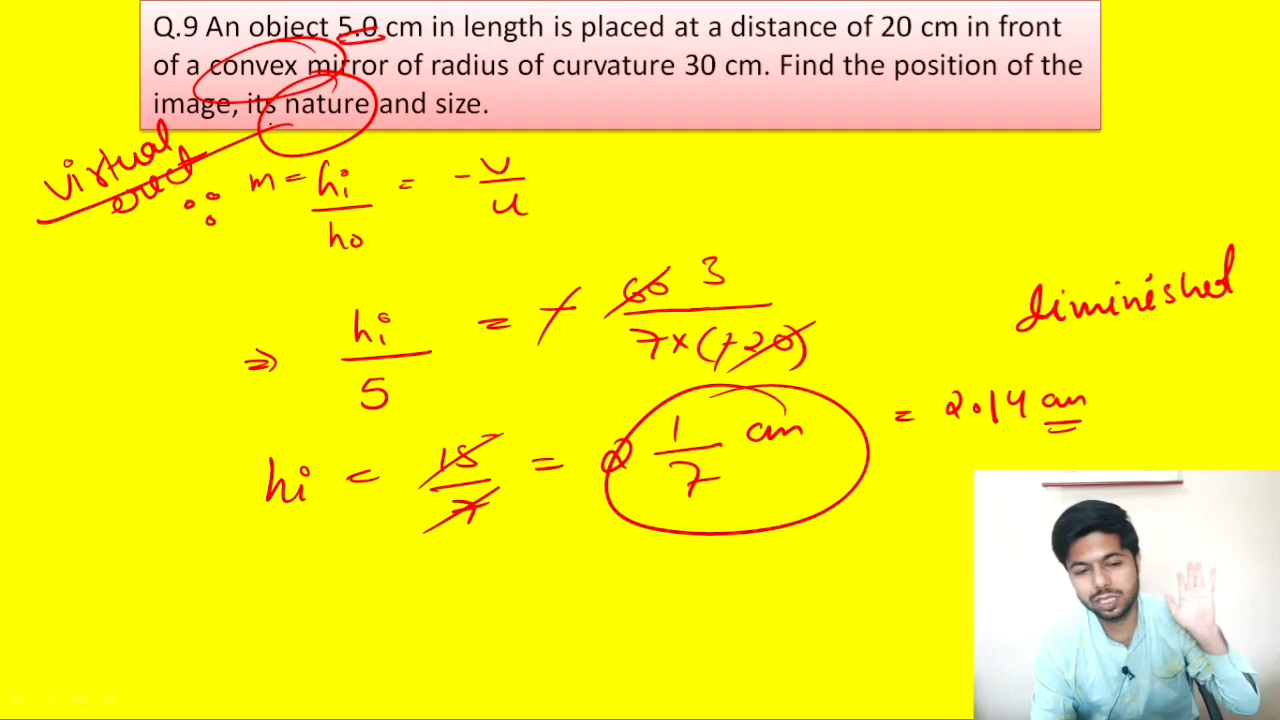 Q.9 An object 5.0 cm in length is placed at a distance of 20 cm in front
of a convex mirror of radius of curvature 30 cm. Find the position of the
image, its nature and size.
virtual
erect
∴ m = hi/ho = -v/u
⇒ hi/5 = + 60 3/7×(+20)
diminished
hi = 15/7 = 2 1/7 cm = 2.14 cm